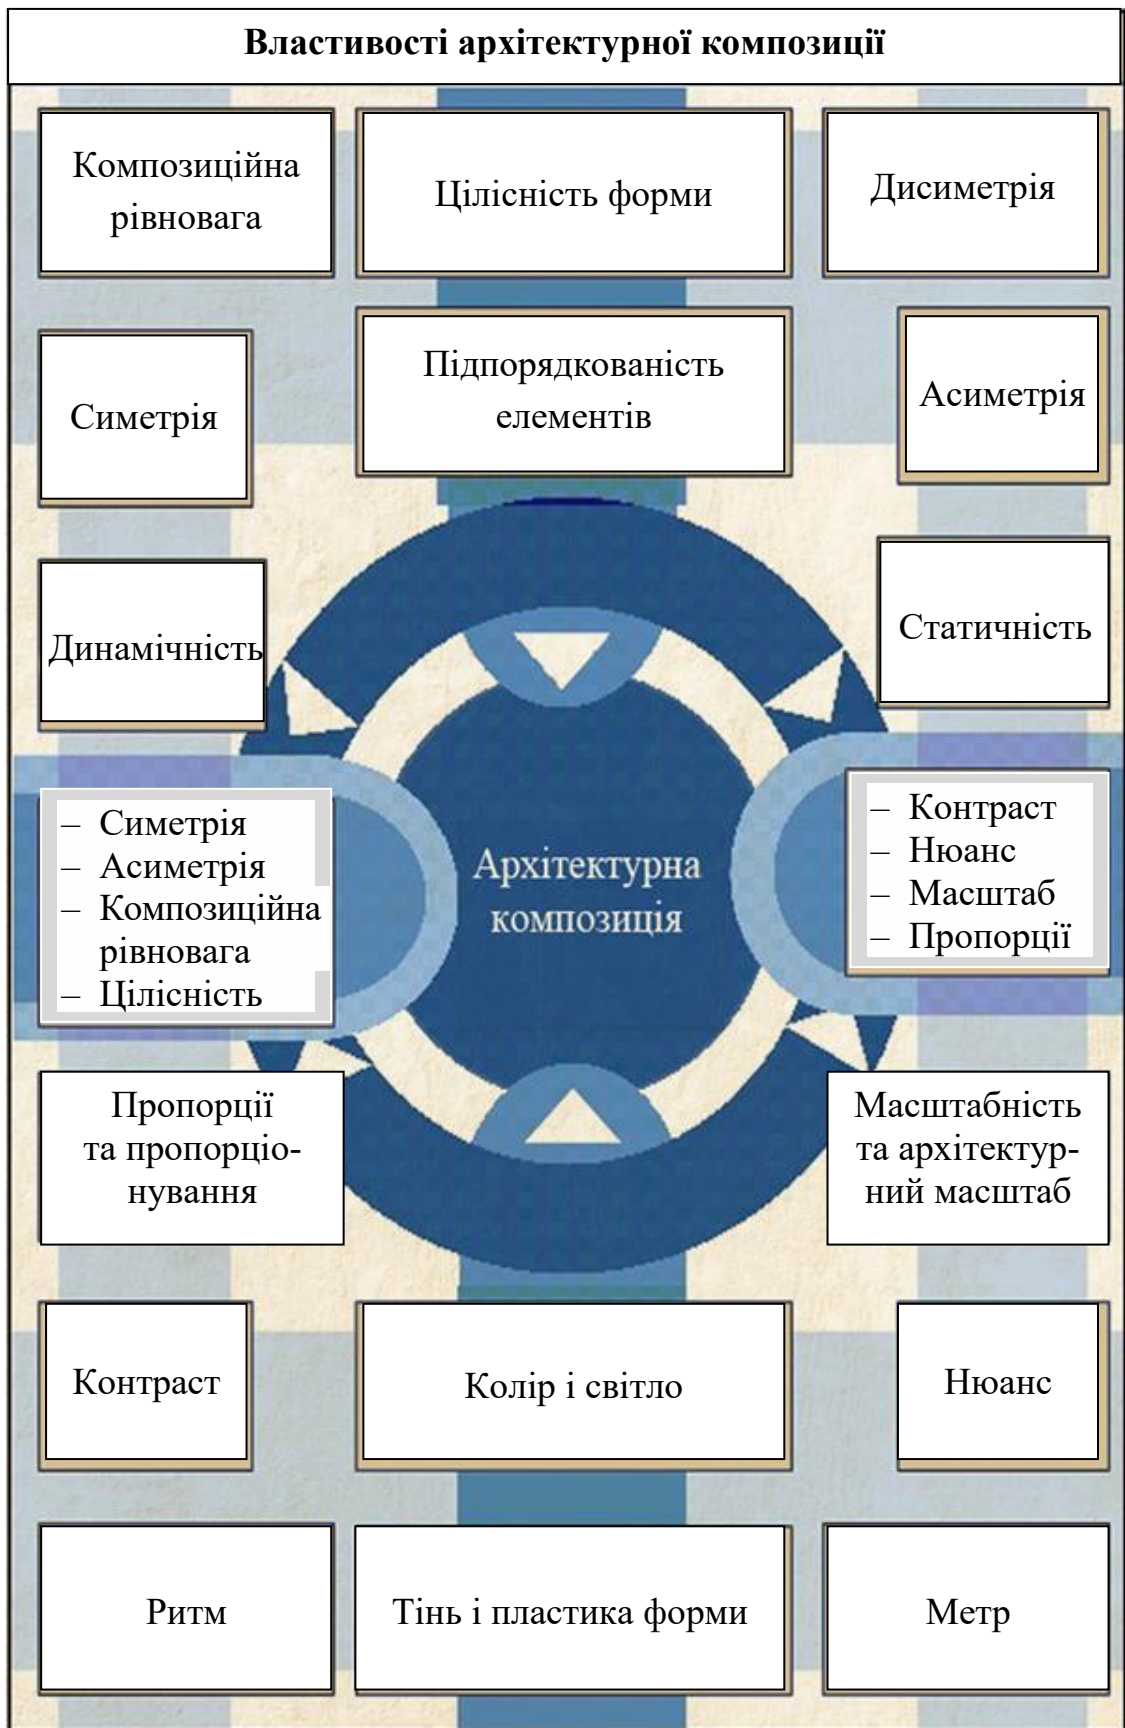 Властивості архітектурної композиції
Композиційна
рівновага
Цілісність форми
Дисиметрія
Симетрія
Підпорядкованість
елементів
Асиметрія
Динамічність
Статичність
– Симетрія
– Асиметрія
– Композиційна
рівновага
– Цілісність
Архітектурна
композиція
– Контраст
– Нюанс
– Масштаб
– Пропорції
Пропорції
та пропорціо-
нування
Масштабність
та архітектур-
ний масштаб
Контраст
Колір і світло
Нюанс
Ритм
Тінь і пластика форми
Метр